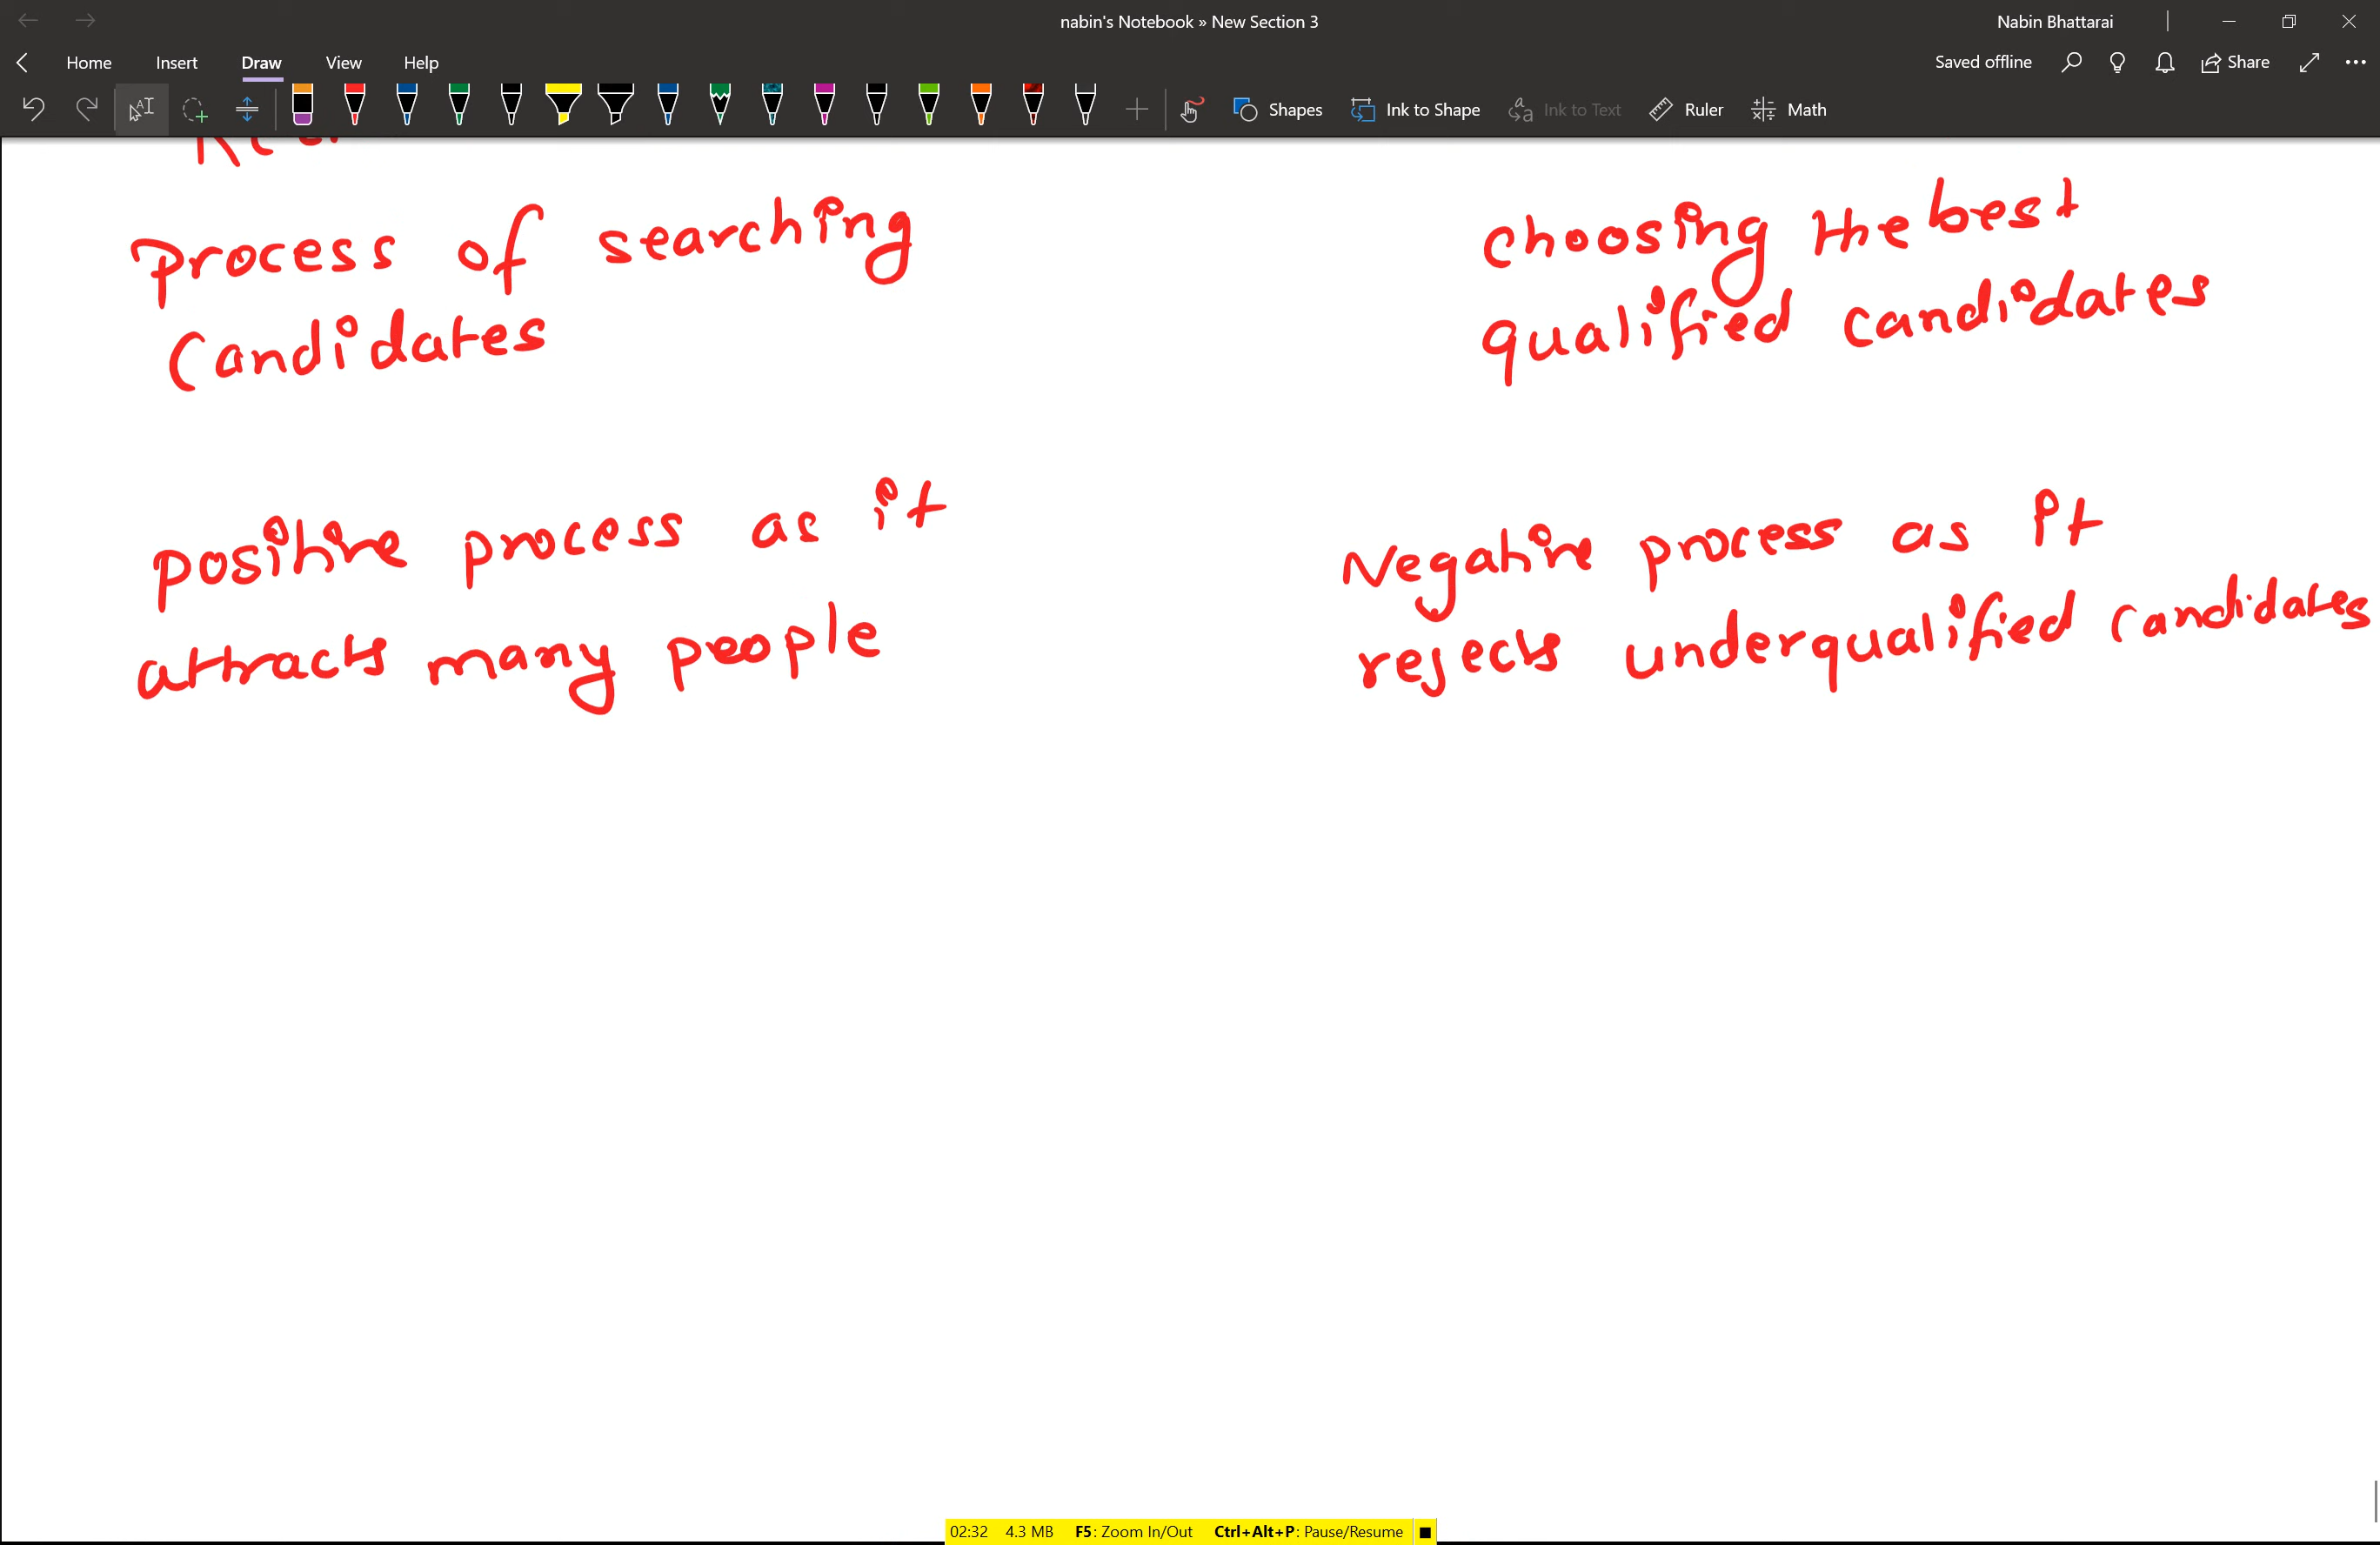 nabin's Notebook » New Section 3
Nabin Bhattarai
Home Insert Draw View Help
Saved offline
Share
Shapes Ink to Shape Ink to Text Ruler Math
process of searching
candidates
choosing the best
qualified candidates
positive process as it
attracts many people
Negative process as it
rejects underqualified candidates
02:32 4.3 MB F5: Zoom In/Out Ctrl+Alt+P: Pause/Resume